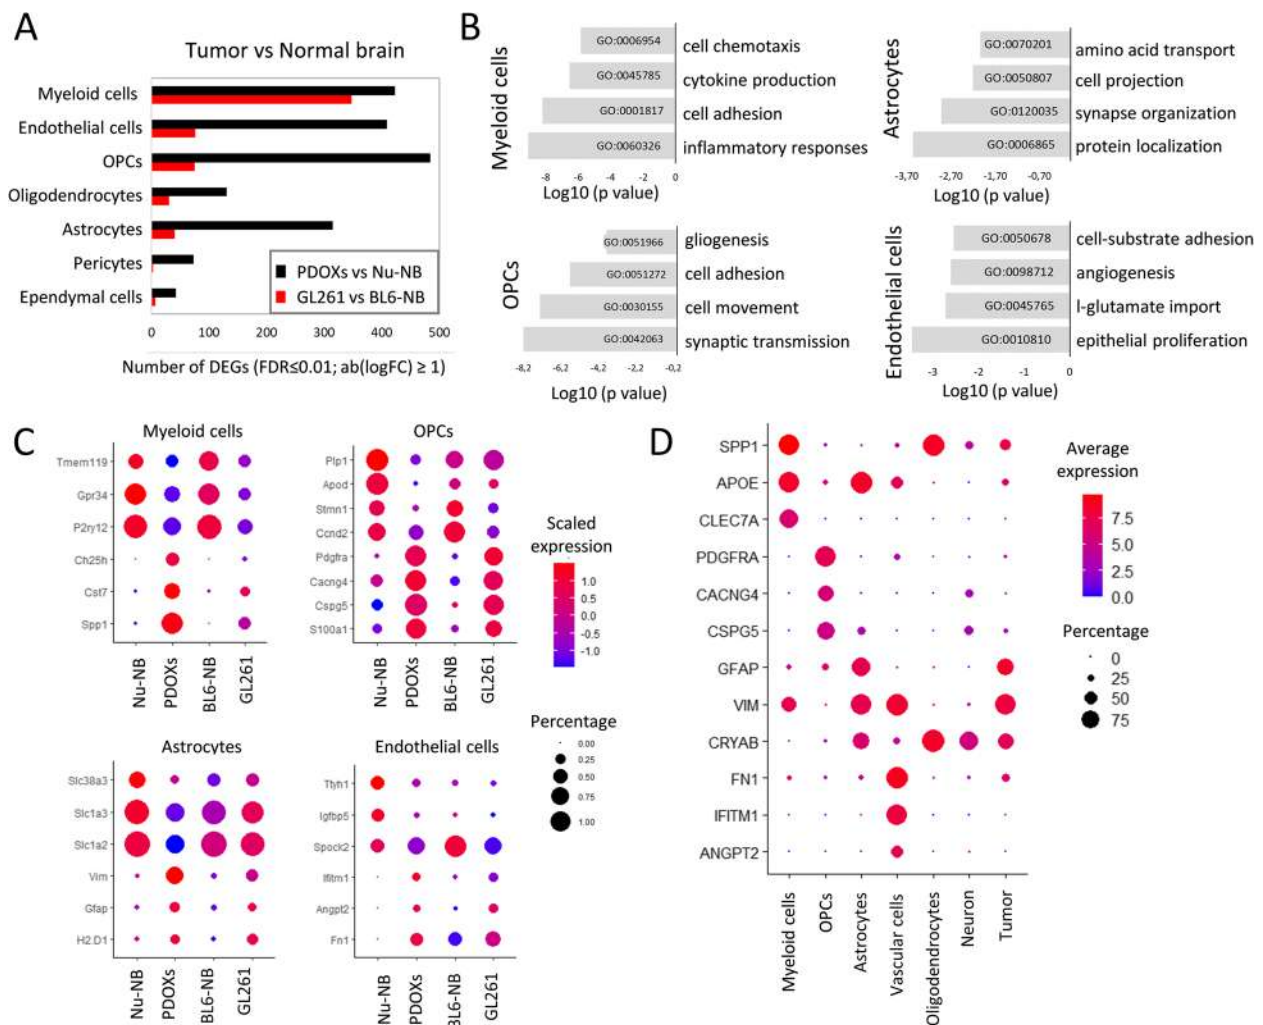 A
Tumor vs Normal brain
Myeloid cells
Endothelial cells
OPCs
Oligodendrocytes
Astrocytes
Pericytes
Ependymal cells
PDOXs vs Nu-NB
GL261 vs BL6-NB
0 100 200 300 400 500
Number of DEGs (FDR≤0.01; ab(logFC) ≥ 1)
B
Myeloid cells
GO:0006954 cell chemotaxis
GO:0045785 cytokine production
GO:0001817 cell adhesion
GO:0060326 inflammatory responses
-8 -6 -4 -2 0
Log10 (p value)
Astrocytes
GO:0070201 amino acid transport
GO:0050807 cell projection
GO:0120035 synapse organization
GO:0006865 protein localization
-3,70 -2,70 -1,70 -0,70
Log10 (p value)
OPCs
GO:0051966 gliogenesis
GO:0051272 cell adhesion
GO:0030155 cell movement
GO:0042063 synaptic transmission
-8,2 -6,2 -4,2 -2,2 -0,2
Log10 (p value)
Endothelial cells
GO:0050678 cell-substrate adhesion
GO:0098712 angiogenesis
GO:0045765 l-glutamate import
GO:0010810 epithelial proliferation
-3 -2 -1 0
Log10 (p value)
C
Myeloid cells
Tmem119
Gpr34
P2ry12
Ch25h
Cst7
Spp1
Nu-NB PDOXs BL6-NB GL261
OPCs
Plp1
Apod
Stmn1
Ccnd2
Pdgfra
Cacng4
Cspg5
S100a1
Nu-NB PDOXs BL6-NB GL261
Scaled
expression
1.0
0.5
0.0
-0.5
-1.0
Percentage
0.00
0.25
0.50
0.75
1.00
Astrocytes
Slc38a3
Slc1a3
Slc1a2
Vim
Gfap
H2.D1
Nu-NB PDOXs BL6-NB GL261
Endothelial cells
Ttyh1
Igfbp5
Spock2
Ifitm1
Angpt2
Fn1
Nu-NB PDOXs BL6-NB GL261
D
SPP1
APOE
CLEC7A
PDGFRA
CACNG4
CSPG5
GFAP
VIM
CRYAB
FN1
IFITM1
ANGPT2
Myeloid cells OPCs Astrocytes Vascular cells Oligodendrocytes Neuron Tumor
Average
expression
7.5
5.0
2.5
0.0
Percentage
0
25
50
75